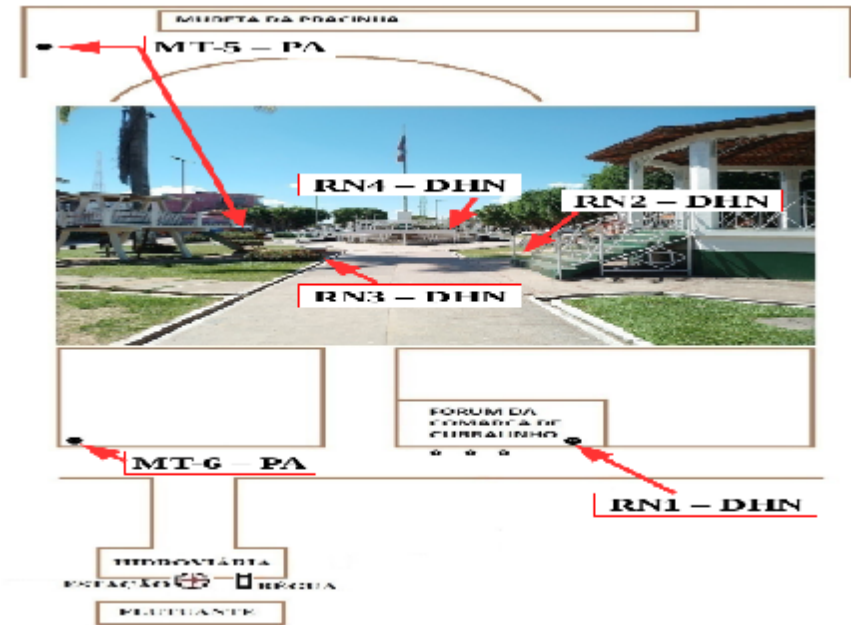 MURETA DA PRACINHA
MT-5 – PA
RN4 – DHN
RN2 – DHN
RN3 – DHN
FORUM DA
COMARCA DE
CURRALINHO
MT-6 – PA
RN1 – DHN
HIDROVIÁRIA
ESTAÇÃO
RÉGUA
FLUTUANTE